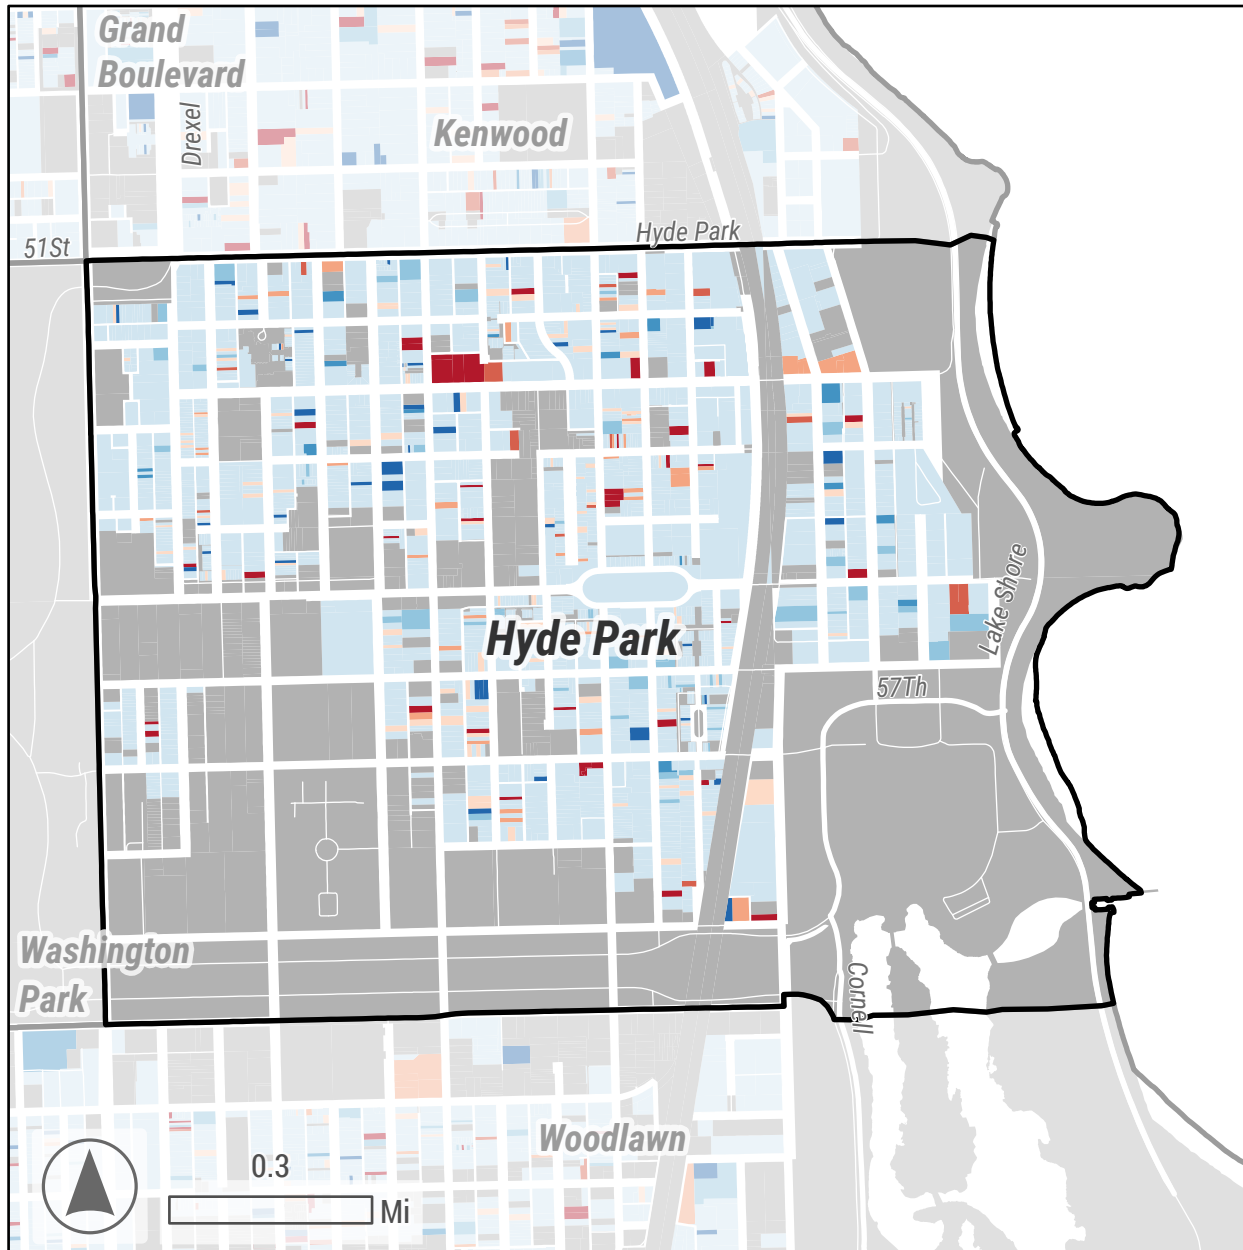 Grand
Boulevard
Drexel
Kenwood
51St
Hyde Park
Lake Shore
Hyde Park
57Th
Washington
Park
Cornell
Woodlawn
0.3
Mi